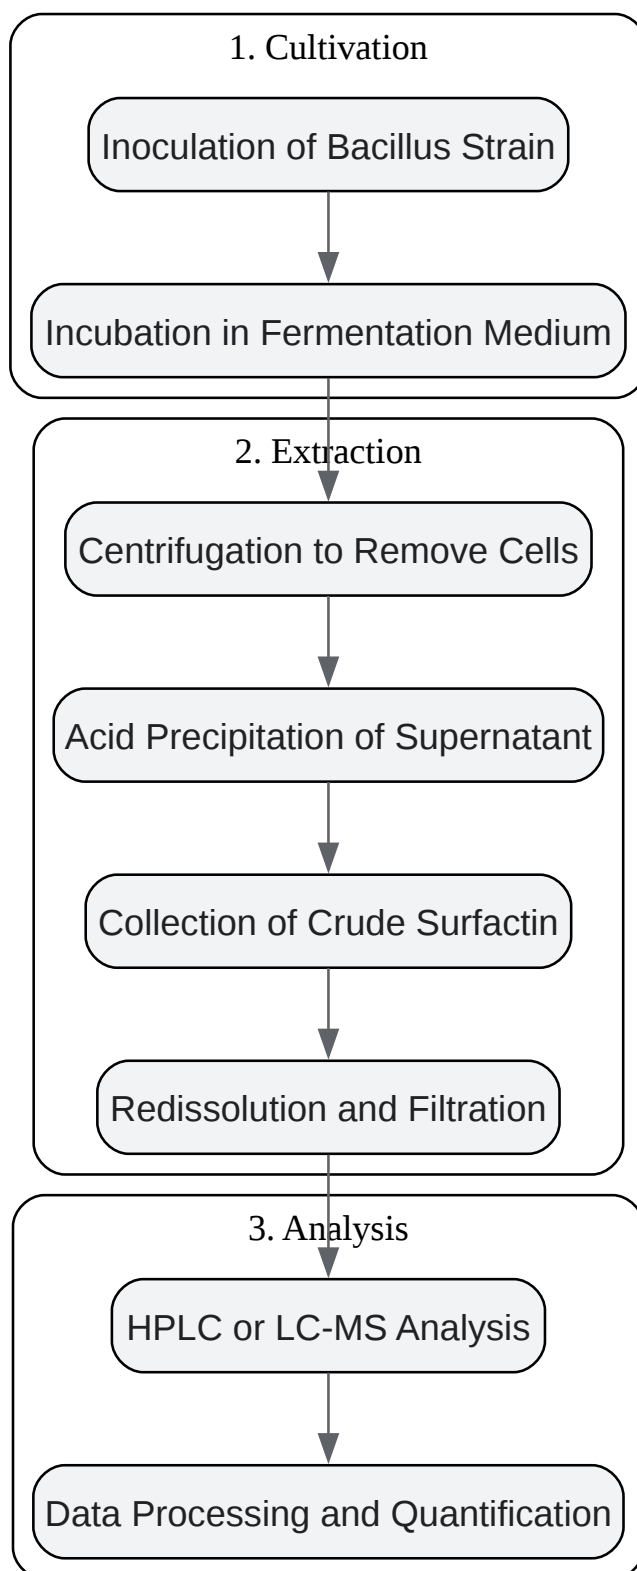 1. Cultivation
Inoculation of Bacillus Strain
Incubation in Fermentation Medium
2. Extraction
Centrifugation to Remove Cells
Acid Precipitation of Supernatant
Collection of Crude Surfactin
Redissolution and Filtration
3. Analysis
HPLC or LC-MS Analysis
Data Processing and Quantification